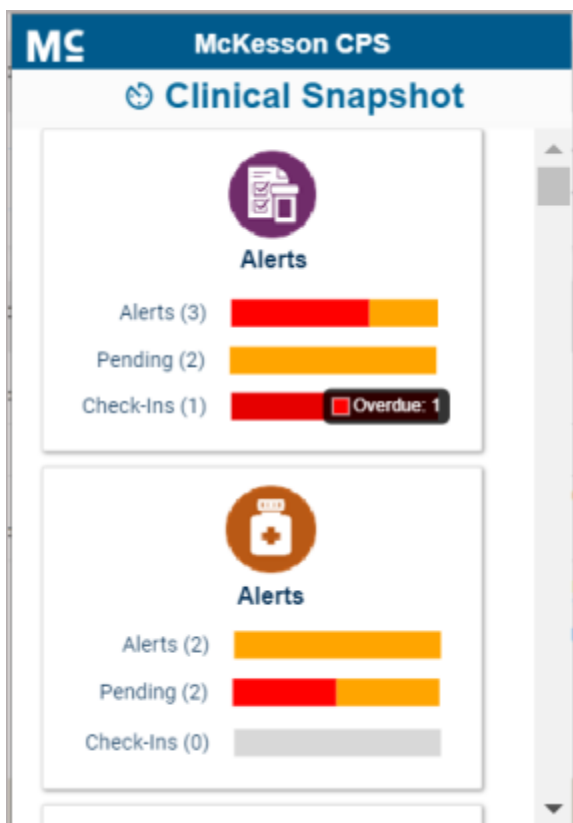 Mc McKesson CPS
Clinical Snapshot
Alerts
Alerts (3)
Pending (2)
Check-Ins (1) Overdue: 1
Alerts
Alerts (2)
Pending (2)
Check-Ins (0)